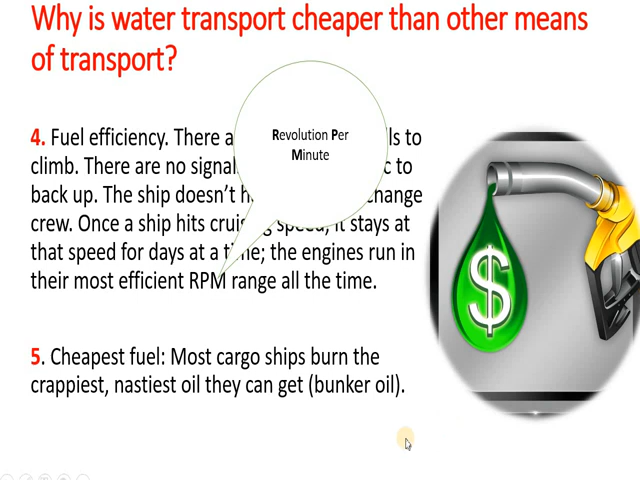 Why is water transport cheaper than other means
of transport?
4. Fuel efficiency. There a ls to
climb. There are no signal c to
back up. The ship doesn't h change
crew. Once a ship hits cruising speed, it stays at
that speed for days at a time; the engines run in
their most efficient RPM range all the time.
Revolution Per
Minute
5. Cheapest fuel: Most cargo ships burn the
crappiest, nastiest oil they can get (bunker oil).
$